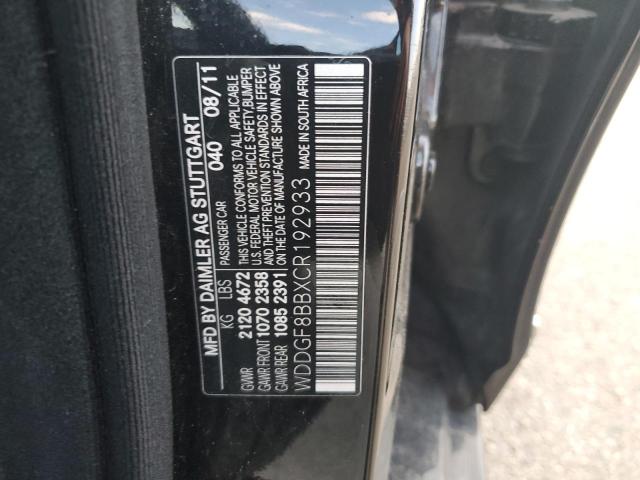 MFD BY DAIMLER AG STUTTGART
PASSENGER CAR 040 08/11
KG LBS
GVWR 2120 4672
GAWR FRONT 1070 2358
GAWR REAR 1085 2391
THIS VEHICLE CONFORMS TO ALL APPLICABLE
U.S. FEDERAL MOTOR VEHICLE SAFETY,BUMPER
AND THEFT PREVENTION STANDARDS IN EFFECT
ON THE DATE OF MANUFACTURE SHOWN ABOVE
WDDGF8BBXCR192933 MADE IN SOUTH AFRICA